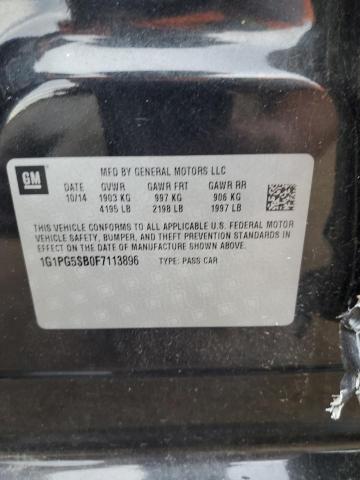 GM
MFD BY GENERAL MOTORS LLC
DATE GVWR GAWR FRT GAWR RR
10/14 1903 KG 997 KG 906 KG
4195 LB 2198 LB 1997 LB
THIS VEHICLE CONFORMS TO ALL APPLICABLE U.S. FEDERAL MOTOR
VEHICLE SAFETY, BUMPER, AND THEFT PREVENTION STANDARDS IN
EFFECT ON THE DATE OF MANUFACTURE SHOWN ABOVE.
1G1PG5SB0F7113896 TYPE: PASS CAR